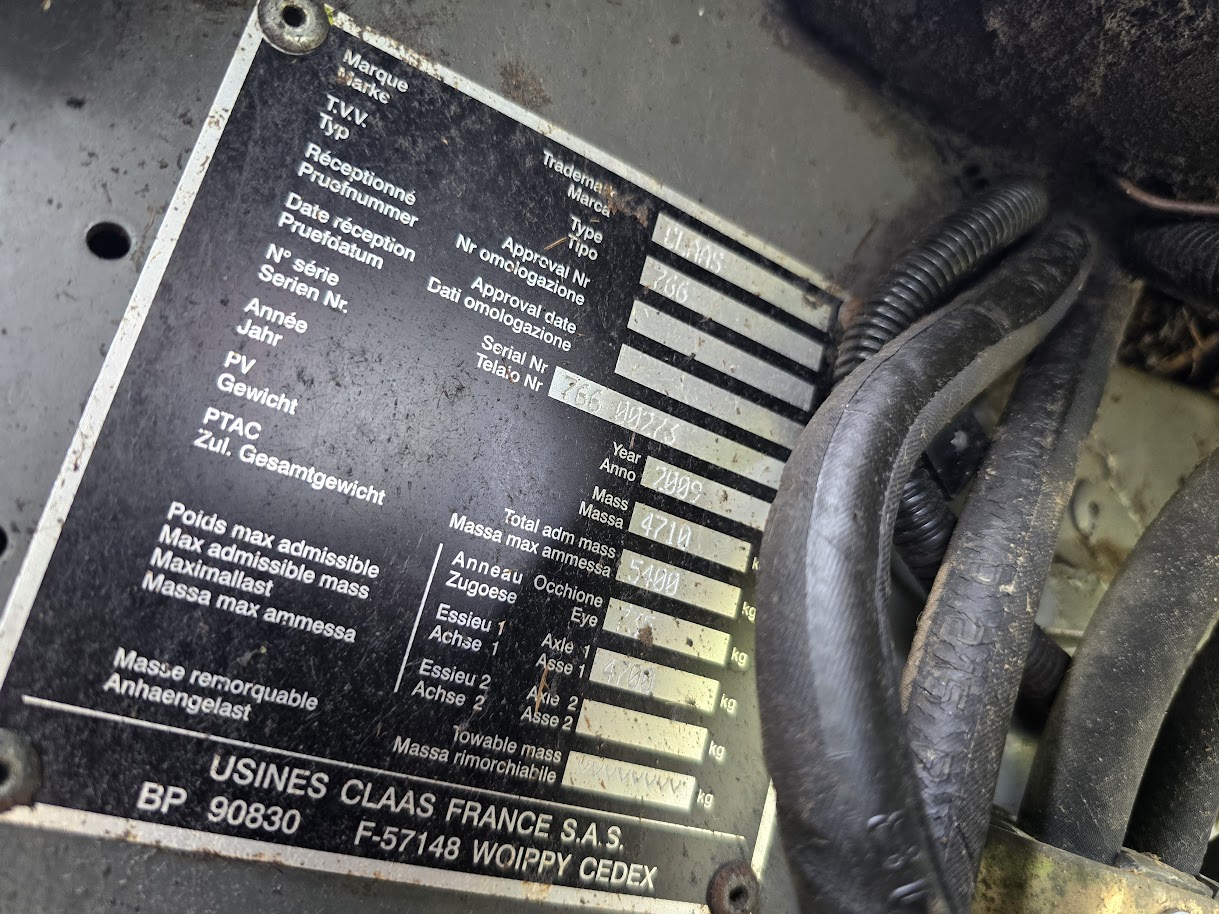 Marque Trademark CLAAS
Marke Marca
T.V.V. Type 766
Typ Tipo
Réceptionné Approval Nr
Pruefnummer Nr omologazione
Date réception Approval date
Pruefdatum Dati omologazione
N° série Serial Nr 766 00273
Serien Nr. Telaio Nr
Année Year 2009
Jahr Anno
PV Mass 4710
Gewicht Massa
PTAC Total adm mass 5400 kg
Zul. Gesamtgewicht Massa max ammessa
Poids max admissible Anneau Occhione kg
Max admissible mass Zugoese Eye
Maximallast Essieu 1 Axle 1 4700 kg
Massa max ammessa Achse 1 Asse 1
Essieu 2 Axle 2 kg
Achse 2 Asse 2
Masse remorquable Towable mass kg
Anhaengelast Massa rimorchiabile
USINES CLAAS FRANCE S.A.S.
BP 90830 F-57148 WOIPPY CEDEX